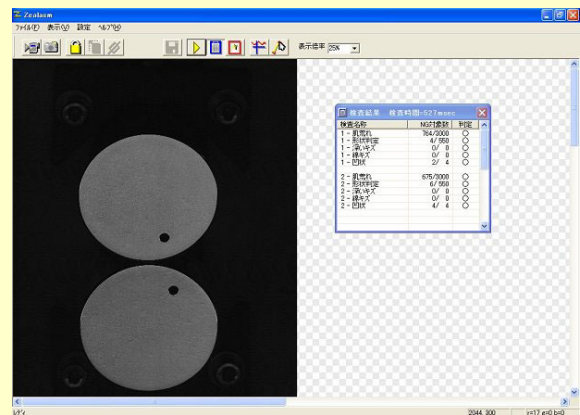 Zealasm
ファイル(F) 表示(V) 設定 ヘルプ(H)
表示倍率 25%
検査結果 検査時間=527msec
検査名称 NG対象数 判定
1 - 肌荒れ 764/3000 ○
1 - 形状判定 4/ 550 ○
1 - 深いキズ 0/ 0 ○
1 - 線キズ 0/ 0 ○
1 - 凹状 2/ 4 ○
2 - 肌荒れ 675/3000 ○
2 - 形状判定 6/ 550 ○
2 - 深いキズ 0/ 0 ○
2 - 線キズ 0/ 0 ○
2 - 凹状 4/ 4 ○
レディ 2044, 300 r=17 g=0 b=0